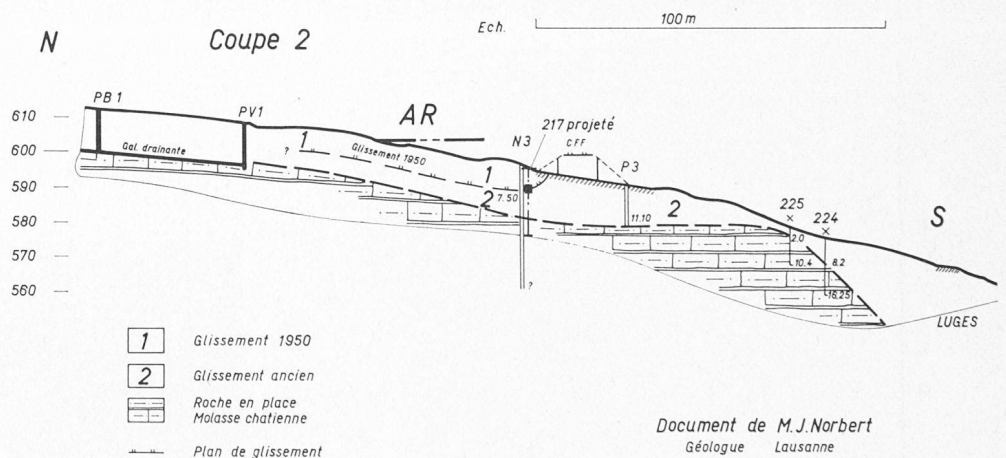 Ech. 100m
N Coupe 2
PB1 PV1 AR 217 projeté
N3 CFF P3
610
600
590
580
570
560
Gal. drainante
? 1 Glissement 1950
1
2 7.50
11.10 2
225 224 S
2.0
10.4 8.2
16.25
?
LUGES
1 Glissement 1950
2 Glissement ancien
Roche en place
Molasse chatienne
Plan de glissement
Document de M.J.Norbert
Géologue Lausanne